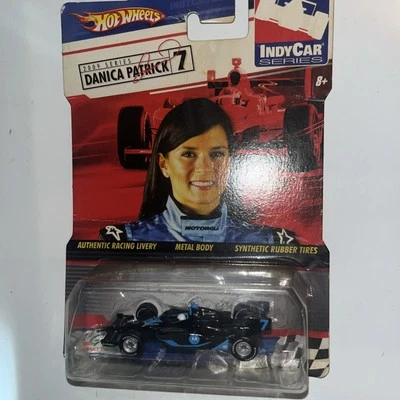 HOT WHEELS
2009 SERIES
DANICA PATRICK 7
INDYCAR
SERIES
8+
MOTOROLA
AUTHENTIC RACING LIVERY METAL BODY SYNTHETIC RUBBER TIRES
7